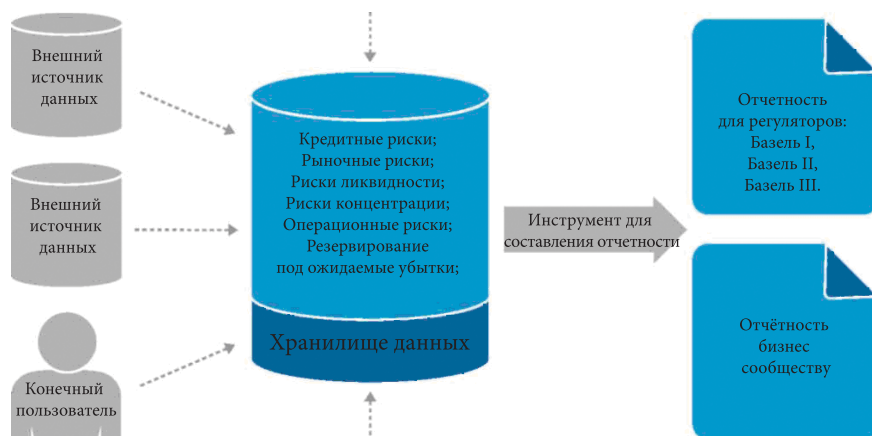 Внешний
источник
данных
Внешний
источник
данных
Конечный
пользователь
Кредитные риски;
Рыночные риски;
Риски ликвидности;
Риски концентрации;
Операционные риски;
Резервирование
под ожидаемые убытки;
Хранилище данных
Инструмент для
составления отчетности
Отчетность
для регуляторов:
Базель I,
Базель II,
Базель III.
Отчётность
бизнес
сообществу